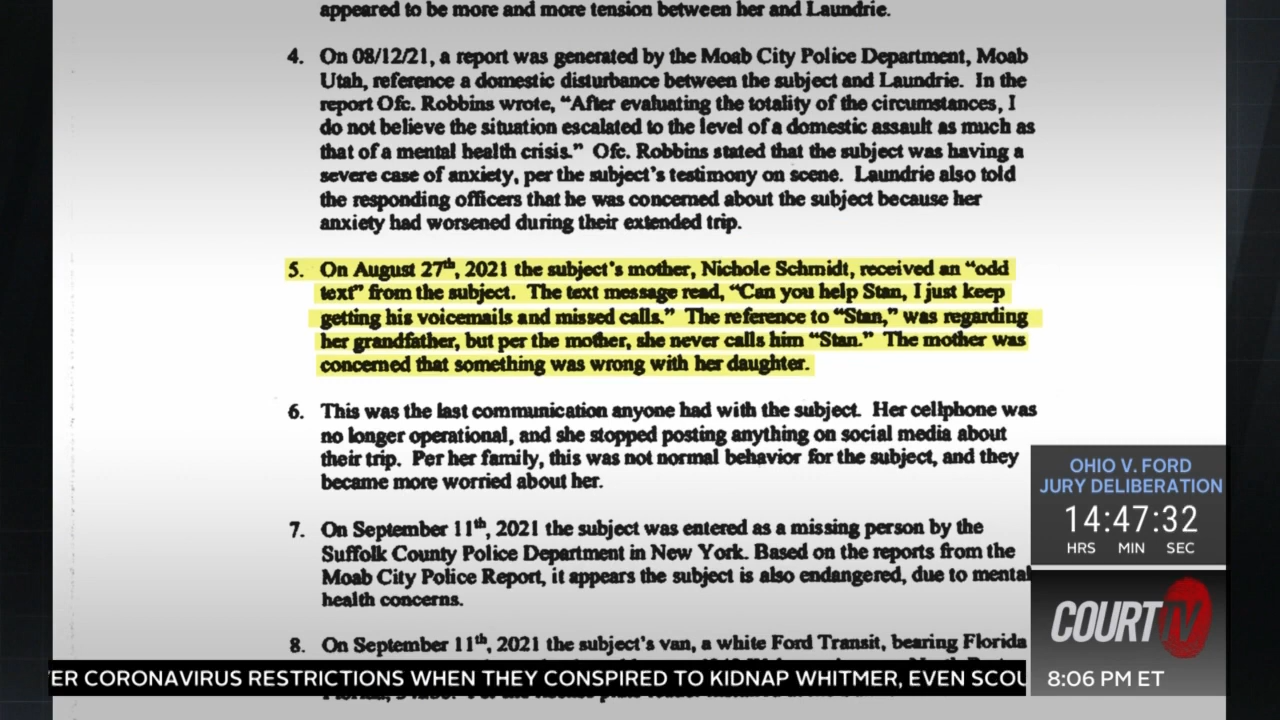 appeared to be more and more tension between her and Laundrie.
4. On 08/12/21, a report was generated by the Moab City Police Department, Moab
Utah, reference a domestic disturbance between the subject and Laundrie. In the
report Ofc. Robbins wrote, “After evaluating the totality of the circumstances, I
do not believe the situation escalated to the level of a domestic assault as much as
that of a mental health crisis.” Ofc. Robbins stated that the subject was having a
severe case of anxiety, per the subject’s testimony on scene. Laundrie also told
the responding officers that he was concerned about the subject because her
anxiety had worsened during their extended trip.
5. On August 27th, 2021 the subject’s mother, Nichole Schmidt, received an “odd
text” from the subject. The text message read, “Can you help Stan, I just keep
getting his voicemails and missed calls.” The reference to “Stan,” was regarding
her grandfather, but per the mother, she never calls him “Stan.” The mother was
concerned that something was wrong with her daughter.
6. This was the last communication anyone had with the subject. Her cellphone was
no longer operational, and she stopped posting anything on social media about
their trip. Per her family, this was not normal behavior for the subject, and they
became more worried about her.
7. On September 11th, 2021 the subject was entered as a missing person by the
Suffolk County Police Department in New York. Based on the reports from the
Moab City Police Report, it appears the subject is also endangered, due to mental
health concerns.
8. On September 11th, 2021 the subject’s van, a white Ford Transit, bearing Florida
OHIO V. FORD
JURY DELIBERATION
14:47:32
HRS MIN SEC
COURT TV
8:06 PM ET
ER CORONAVIRUS RESTRICTIONS WHEN THEY CONSPIRED TO KIDNAP WHITMER, EVEN SCOU